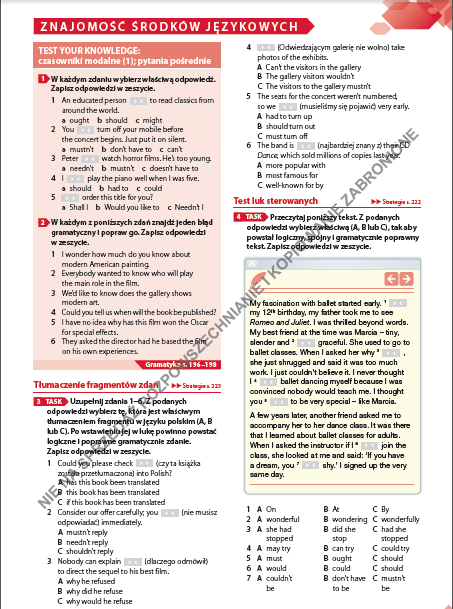 ZNAJOMOŚĆ ŚRODKÓW JĘZYKOWYCH
TEST YOUR KNOWLEDGE:
czasowniki modalne (1); pytania pośrednie
1 W każdym zdaniu wybierz właściwą odpowiedź.
Zapisz odpowiedzi w zeszycie.
1 An educated person to read classics from
around the world.
a ought b should c might
2 You turn off your mobile before
the concert begins. Just put it on silent.
a mustn't b don't have to c can't
3 Peter watch horror films. He's too young.
a needn't b mustn't c doesn't have to
4 I play the piano well when I was five.
a should b had to c could
5 order this title for you?
a Shall I b Would you like to c Needn't I
2 W każdym z poniższych zdań znajdź jeden błąd
gramatyczny i popraw go. Zapisz odpowiedzi
w zeszycie.
1 I wonder how much do you know about
modern American painting.
2 Everybody wanted to know who will play
the main role in the film.
3 We'd like to know does the gallery shows
modern art.
4 Could you tell us when will the book be published?
5 I have no idea why has this film won the Oscar
for special effects.
6 They asked the director had he based the film
on his own experiences.
Gramatyka s. 196–198
Tłumaczenie fragmentów zdań
Strategie s. 223
3 TASK Uzupełnij zdania 1–6. Z podanych
odpowiedzi wybierz tę, która jest właściwym
tłumaczeniem fragmentu w języku polskim (A, B
lub C). Po wstawieniu jej w lukę powinno powstać
logiczne i poprawne gramatycznie zdanie.
Zapisz odpowiedzi w zeszycie.
1 Could you please check (czy ta książka
została przetłumaczona) into Polish?
A has this book been translated
B this book has been translated
C if this book has been translated
2 Consider our offer carefully; you (nie musisz
odpowiadać) immediately.
A mustn't reply
B needn't reply
C shouldn't reply
3 Nobody can explain (dlaczego odmówił)
to direct the sequel to his best film.
A why he refused
B why did he refuse
C why would he refuse
4 (Odwiedzającym galerię nie wolno) take
photos of the exhibits.
A Can't the visitors in the gallery
B The gallery visitors wouldn't
C The visitors to the gallery mustn't
5 The seats for the concert weren't numbered,
so we (musieliśmy się pojawić) very early.
A had to turn up
B should turn out
C must turn off
6 The band is (najbardziej znany z) their CD
Dance, which sold millions of copies last year.
A more popular with
B most famous for
C well-known by
Test luk sterowanych
Strategie s. 222
4 TASK Przeczytaj poniższy tekst. Z podanych
odpowiedzi wybierz właściwą (A, B lub C), tak aby
powstał logiczny, spójny i gramatycznie poprawny
tekst. Zapisz odpowiedzi w zeszycie.
My fascination with ballet started early. 1
my 12th birthday, my father took me to see
Romeo and Juliet. I was thrilled beyond words.
My best friend at the time was Marcia – tiny,
slender and 2 graceful. She used to go to
ballet classes. When I asked her why 3 ,
she just shrugged and said it was too much
work. I just couldn't believe it. I never thought
I 4 ballet dancing myself because I was
convinced nobody would teach me. I thought
you 5 to be very special – like Marcia.
A few years later, another friend asked me to
accompany her to her dance class. It was there
that I learned about ballet classes for adults.
When I asked the instructor if I 6 join the
class, she looked at me and said: 'If you have
a dream, you 7 shy.' I signed up the very
same day.
1 A On B At C By
2 A wonderful B wondering C wonderfully
3 A she had stopped B did she stop C had she stopped
4 A may try B can try C could try
5 A must B ought C should
6 A would B could C should
7 A couldn't be B don't have to be C mustn't be
NIE DO SPRZEDAŻY. ROZPOWSZECHNIANIE I KOPIOWANIE ZABRONIONE